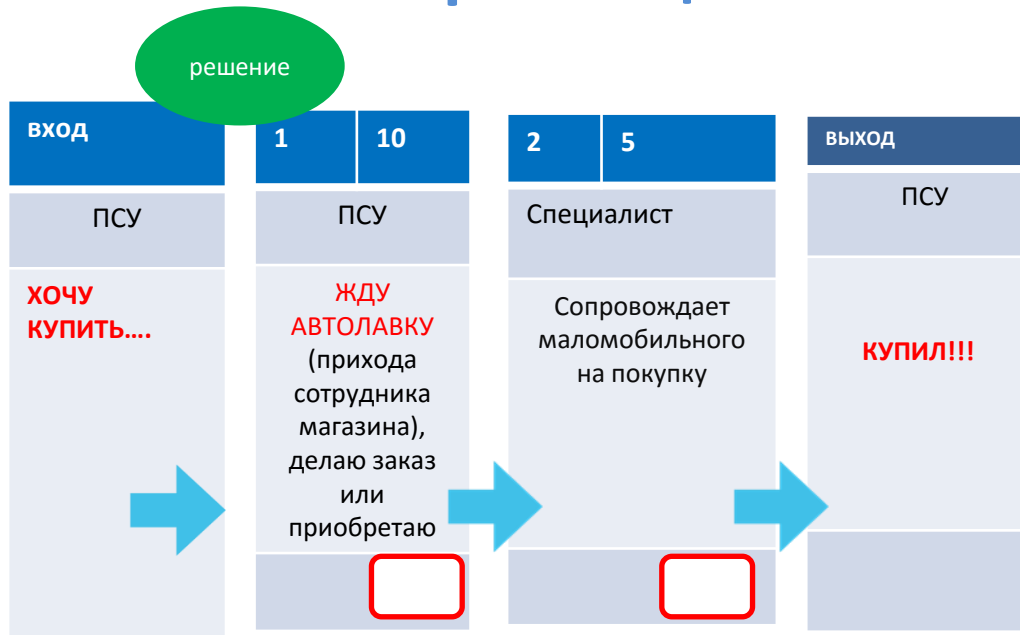 решение
вход
ПСУ
ХОЧУ
КУПИТЬ….
1 10
ПСУ
ЖДУ
АВТОЛАВКУ
(прихода
сотрудника
магазина),
делаю заказ
или
приобретаю
2 5
Специалист
Сопровождает
маломобильного
на покупку
ВЫХОД
ПСУ
КУПИЛ!!!